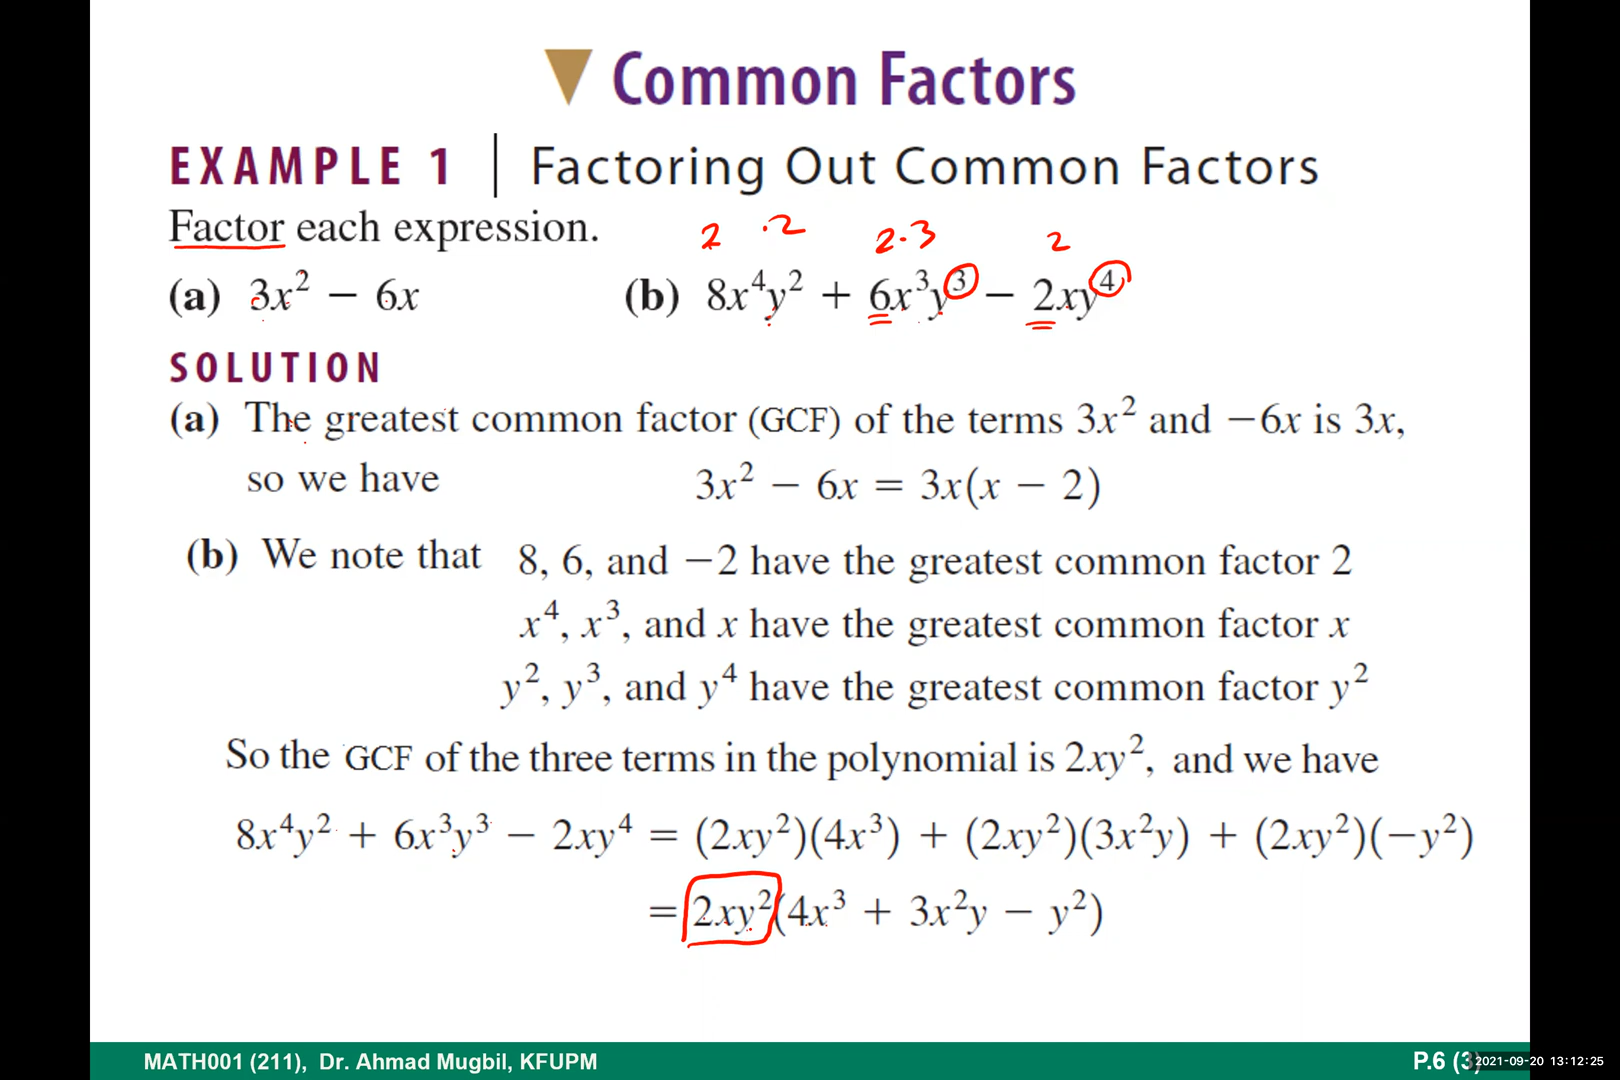 ▼ Common Factors
EXAMPLE 1 | Factoring Out Common Factors
Factor each expression.
2 · 2 2·3 2
(a) 3x² − 6x (b) 8x⁴y² + 6x³y³ − 2xy⁴
SOLUTION
(a) The greatest common factor (GCF) of the terms 3x² and −6x is 3x,
so we have 3x² − 6x = 3x(x − 2)
(b) We note that 8, 6, and −2 have the greatest common factor 2
x⁴, x³, and x have the greatest common factor x
y², y³, and y⁴ have the greatest common factor y²
So the GCF of the three terms in the polynomial is 2xy², and we have
8x⁴y² + 6x³y³ − 2xy⁴ = (2xy²)(4x³) + (2xy²)(3x²y) + (2xy²)(−y²)
= 2xy²(4x³ + 3x²y − y²)
MATH001 (211), Dr. Ahmad Mugbil, KFUPM P.6 (3) 2021-09-20 13:12:25